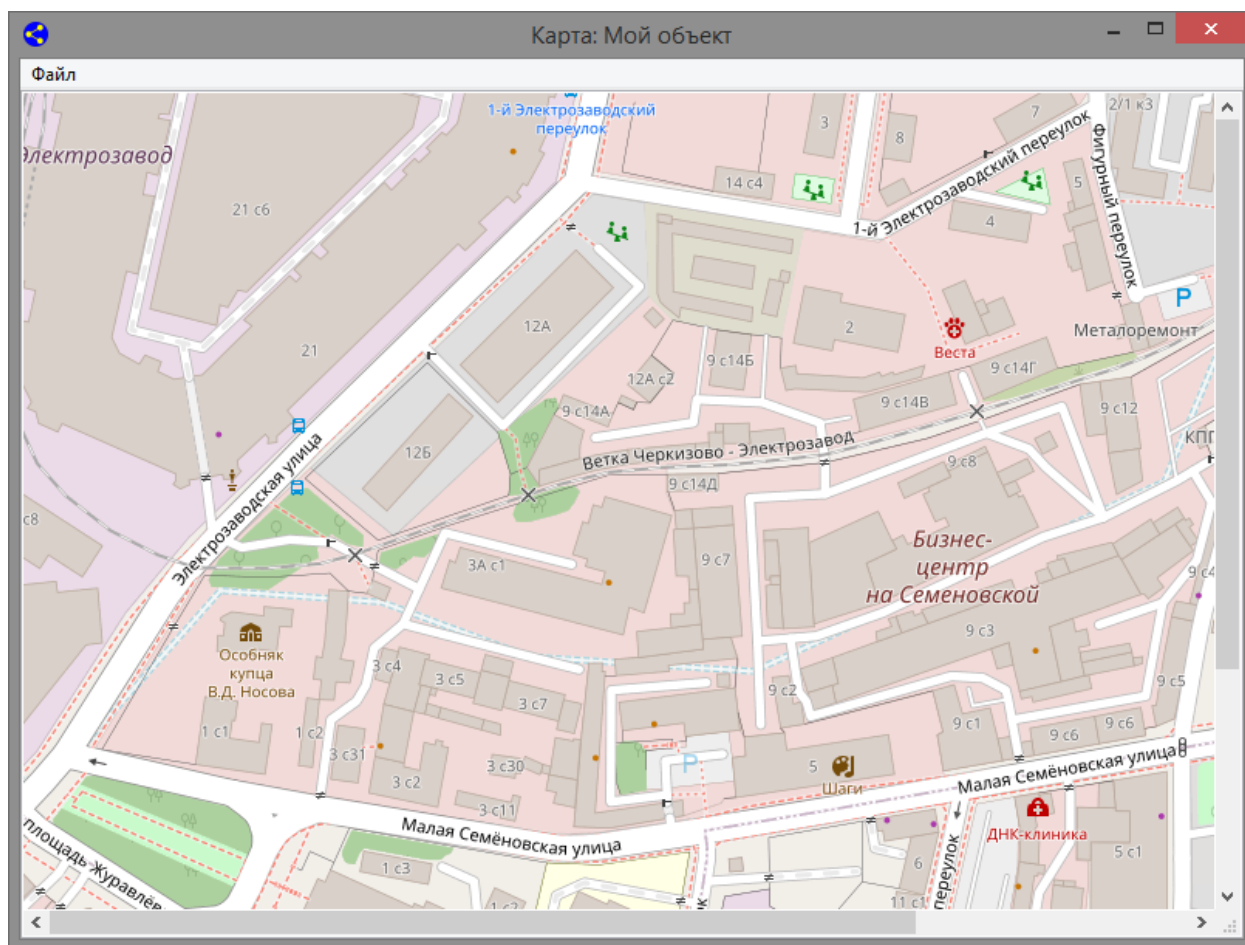 Карта: Мой объект
Файл
1-й Электрозаводский
переулок
3
8
7
2/1 к3
Электрозавод
14 с4
5
Фигурный переулок
1-й Электрозаводский переулок
4
21 с6
12А
2
Металоремонт
21
Веста
9 с14Б
9 с14Г
12А с2
9 с14В
9 с12
9 с14А
КПП
12Б
Ветка Черкизово - Электрозавод
9 с8
9 с14Д
Электрозаводская улица
с8
Бизнес-
центр
на Семеновской
3А с1
9 с7
9 с4
9 с3
Особняк
купца
В.Д. Носова
3 с4
3 с5
9 с2
9 с5
3 с7
1 с1
1 с2
9 с1
9 с6
9 с6
3 с31
3 с30
5
3 с2
Шаги
Малая Семёновская улица
3 с11
Малая Семёновская улица
ДНК-клиника
площадь Журавлёв
1 с3
6
5 с1
переулок
1 с2
11 с1
ок